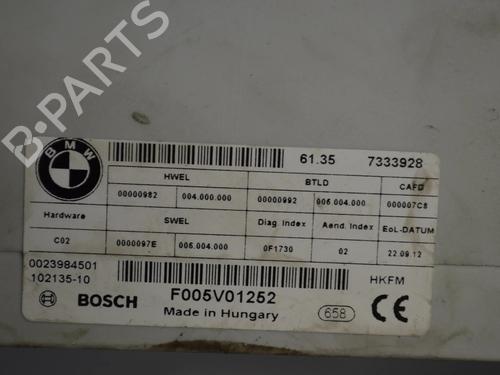 B-PARTS
BMW
61.35 7333928
HWEL BTLD CAFD
00000982 004.000.000 00000992 005.004.000 000007C8
Hardware SWEL Diag. Index Aend. Index EoL-DATUM
C02 0000097E 005.004.000 0F1730 02 22.09.12
0023984501
102135-10
HKFM
BOSCH F005V01252
Made in Hungary 658 CE